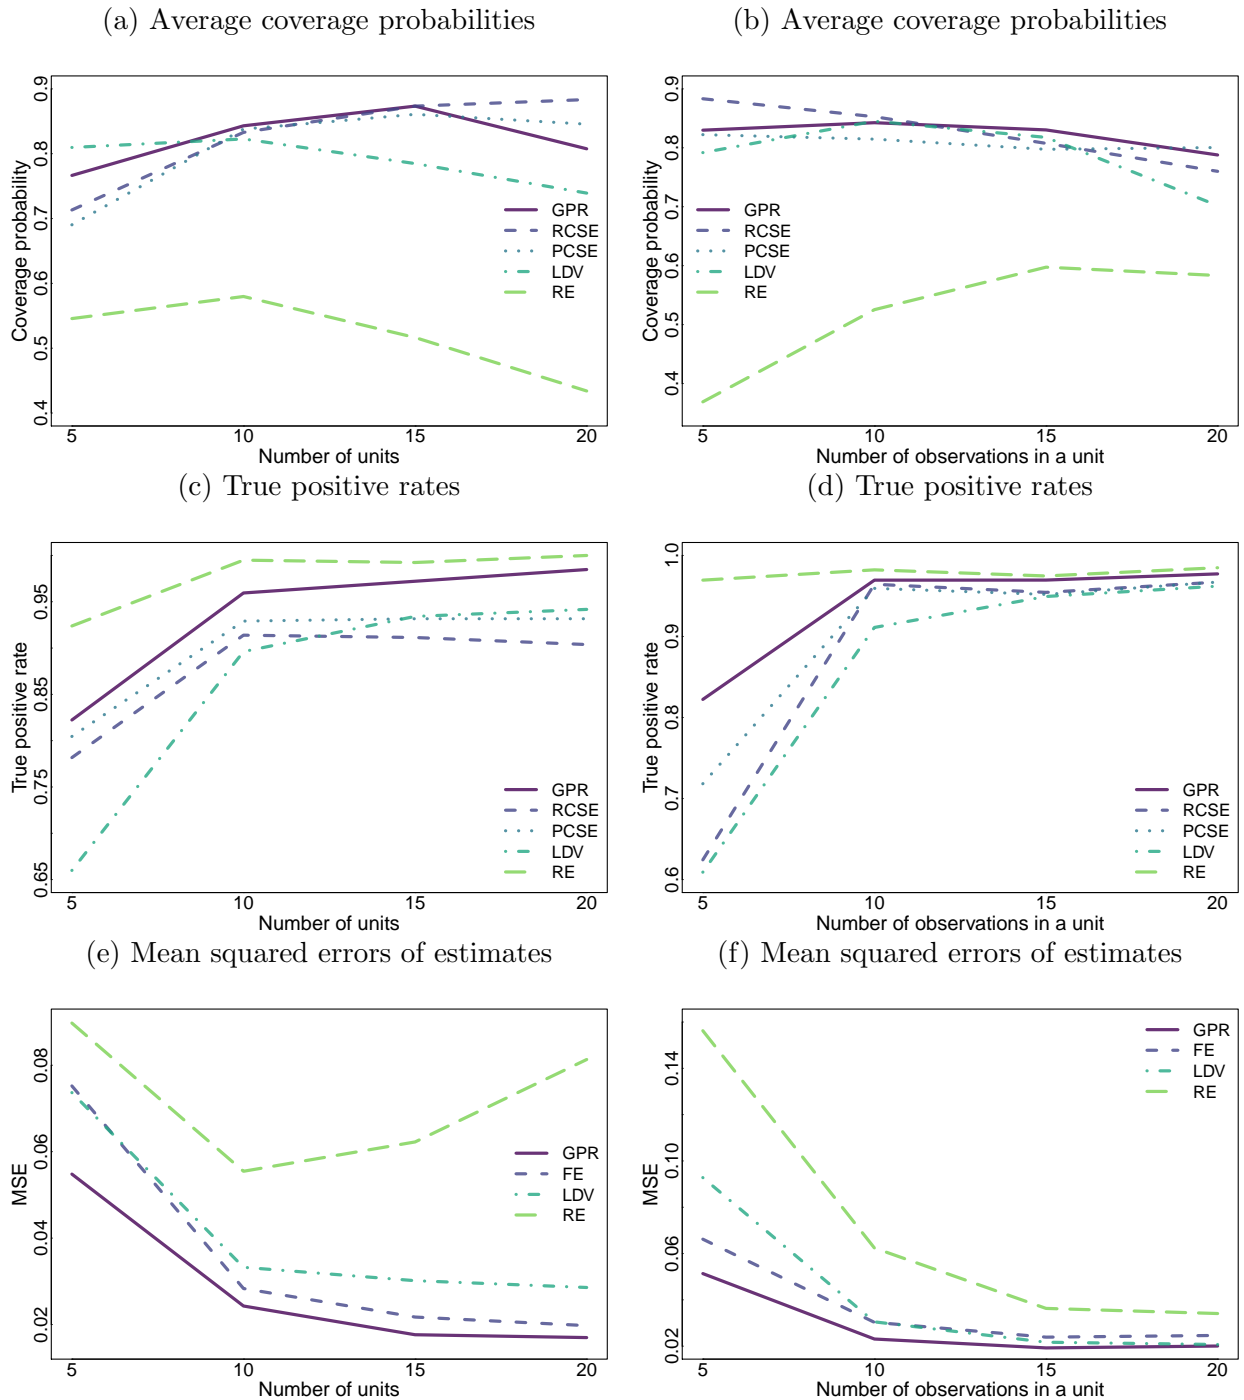 (a) Average coverage probabilities
(b) Average coverage probabilities
Coverage probability
0.4 0.5 0.6 0.7 0.8 0.9
GPR
RCSE
PCSE
LDV
RE
5 10 15 20
Number of units
Coverage probability
0.4 0.5 0.6 0.7 0.8 0.9
GPR
RCSE
PCSE
LDV
RE
5 10 15 20
Number of observations in a unit
(c) True positive rates
(d) True positive rates
True positive rate
0.65 0.75 0.85 0.95
GPR
RCSE
PCSE
LDV
RE
5 10 15 20
Number of units
True positive rate
0.6 0.7 0.8 0.9 1.0
GPR
RCSE
PCSE
LDV
RE
5 10 15 20
Number of observations in a unit
(e) Mean squared errors of estimates
(f) Mean squared errors of estimates
MSE
0.02 0.04 0.06 0.08
GPR
FE
LDV
RE
5 10 15 20
Number of units
MSE
0.02 0.06 0.10 0.14
GPR
FE
LDV
RE
5 10 15 20
Number of observations in a unit